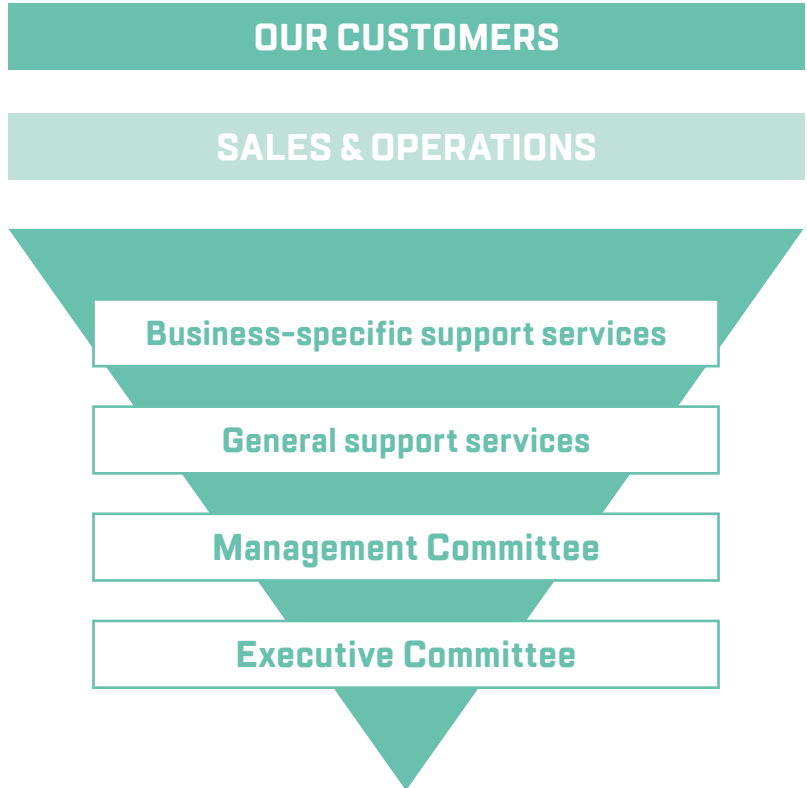 OUR CUSTOMERS
SALES & OPERATIONS
Business-specific support services
General support services
Management Committee
Executive Committee